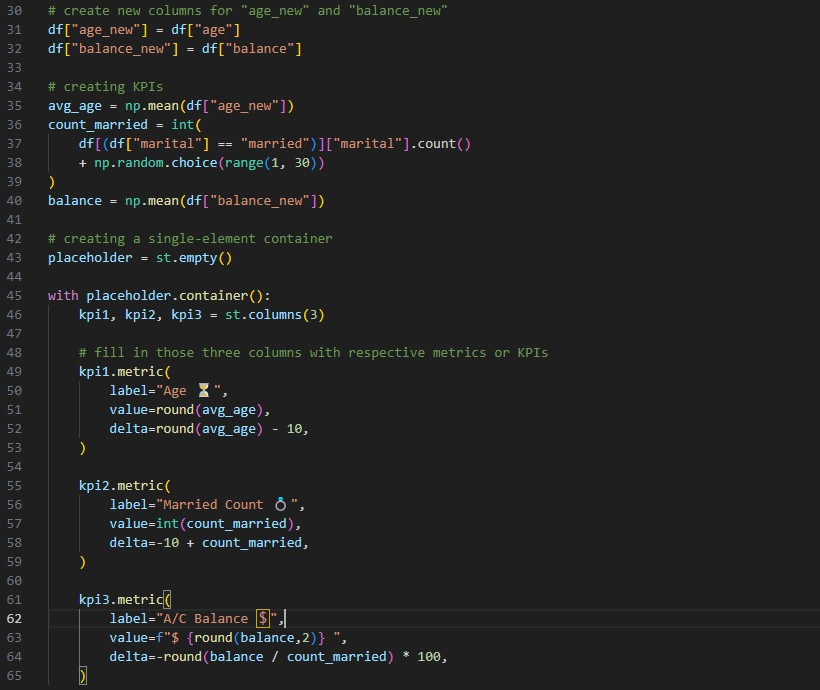 30 # create new columns for "age_new" and "balance_new"
31 df["age_new"] = df["age"]
32 df["balance_new"] = df["balance"]
33
34 # creating KPIs
35 avg_age = np.mean(df["age_new"])
36 count_married = int(
37     df[(df["marital"] == "married")]["marital"].count()
38     + np.random.choice(range(1, 30))
39 )
40 balance = np.mean(df["balance_new"])
41
42 # creating a single-element container
43 placeholder = st.empty()
44
45 with placeholder.container():
46     kpi1, kpi2, kpi3 = st.columns(3)
47
48     # fill in those three columns with respective metrics or KPIs
49     kpi1.metric(
50         label="Age ⏳",
51         value=round(avg_age),
52         delta=round(avg_age) - 10,
53     )
54
55     kpi2.metric(
56         label="Married Count 💍",
57         value=int(count_married),
58         delta=-10 + count_married,
59     )
60
61     kpi3.metric(
62         label="A/C Balance $",
63         value=f"$ {round(balance,2)} ",
64         delta=-round(balance / count_married) * 100,
65     )